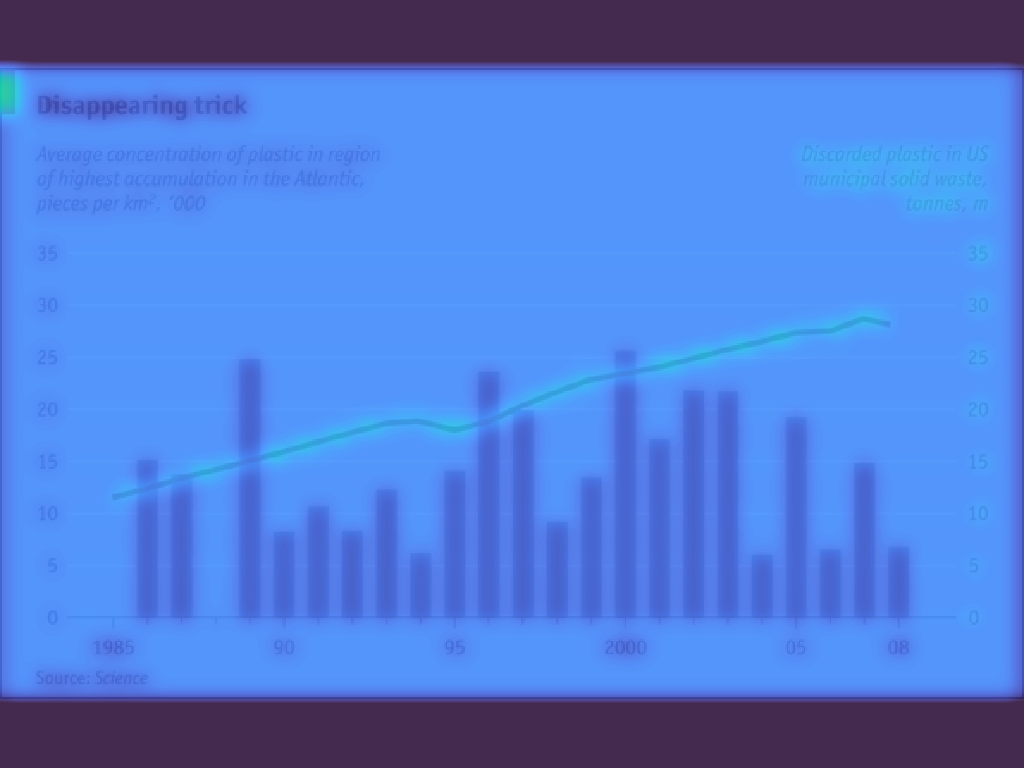 Disappearing trick
Average concentration of plastic in region
of highest accumulation in the Atlantic,
pieces per km², ’000
Discarded plastic in US
municipal solid waste,
tonnes, m
35 35
30 30
25 25
20 20
15 15
10 10
5 5
0 0
1985 90 95 2000 05 08
Source: Science